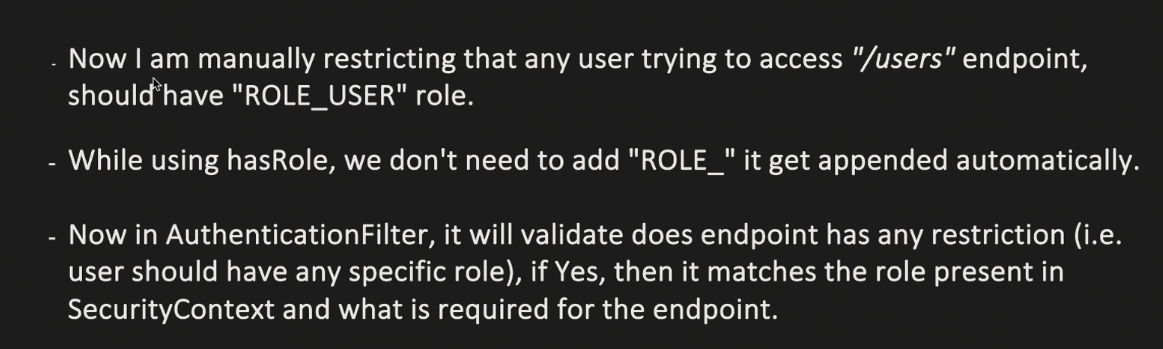 - Now I am manually restricting that any user trying to access "/users" endpoint,
should have "ROLE_USER" role.
- While using hasRole, we don't need to add "ROLE_" it get appended automatically.
- Now in AuthenticationFilter, it will validate does endpoint has any restriction (i.e.
user should have any specific role), if Yes, then it matches the role present in
SecurityContext and what is required for the endpoint.